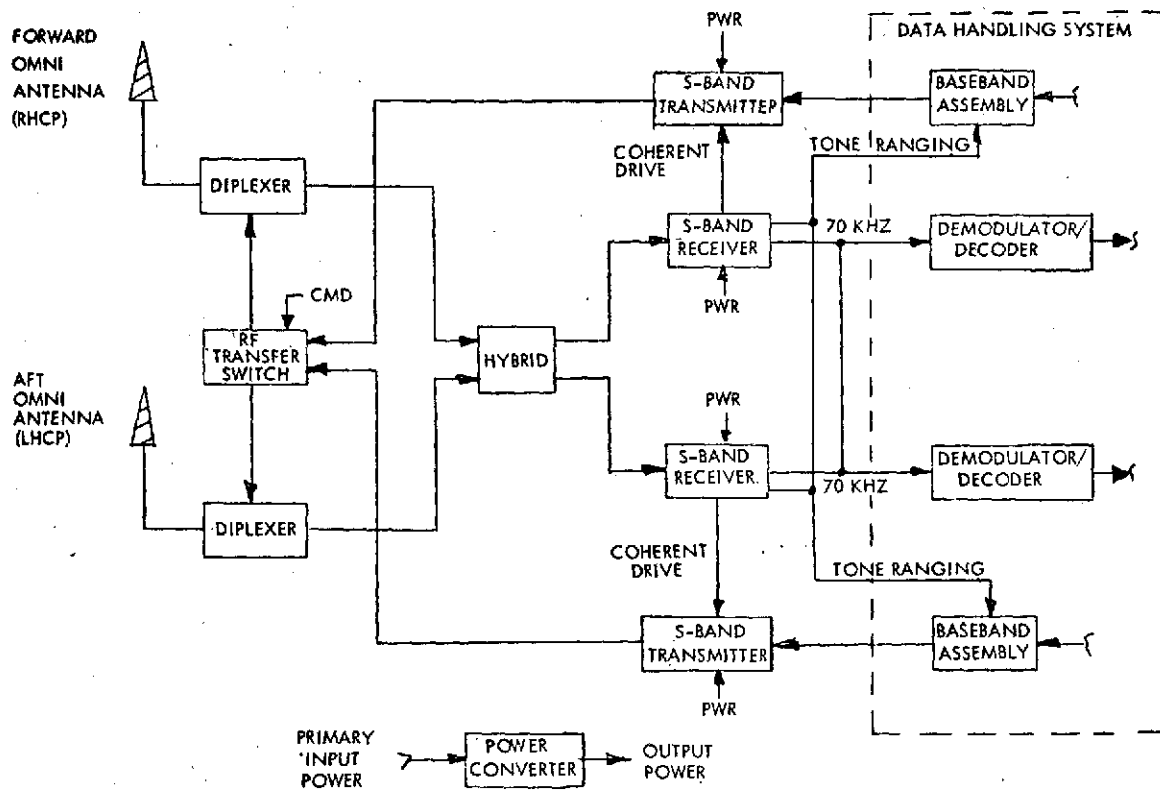 FORWARD
OMNI
ANTENNA
(RHCP)
DIPLEXER
CMD
RF
TRANSFER
SWITCH
AFT
OMNI
ANTENNA
(LHCP)
DIPLEXER
HYBRID
PWR
S-BAND
TRANSMITTEP
COHERENT
DRIVE
S-BAND
RECEIVER
PWR
PWR
S-BAND
RECEIVER.
COHERENT
DRIVE
S-BAND
TRANSMITTER
PWR
DATA HANDLING SYSTEM
BASEBAND
ASSEMBLY
TONE RANGING
70 KHZ
DEMODULATOR/
DECODER
70 KHZ
DEMODULATOR/
DECODER
TONE RANGING
BASEBAND
ASSEMBLY
PRIMARY
INPUT
POWER
POWER
CONVERTER
OUTPUT
POWER